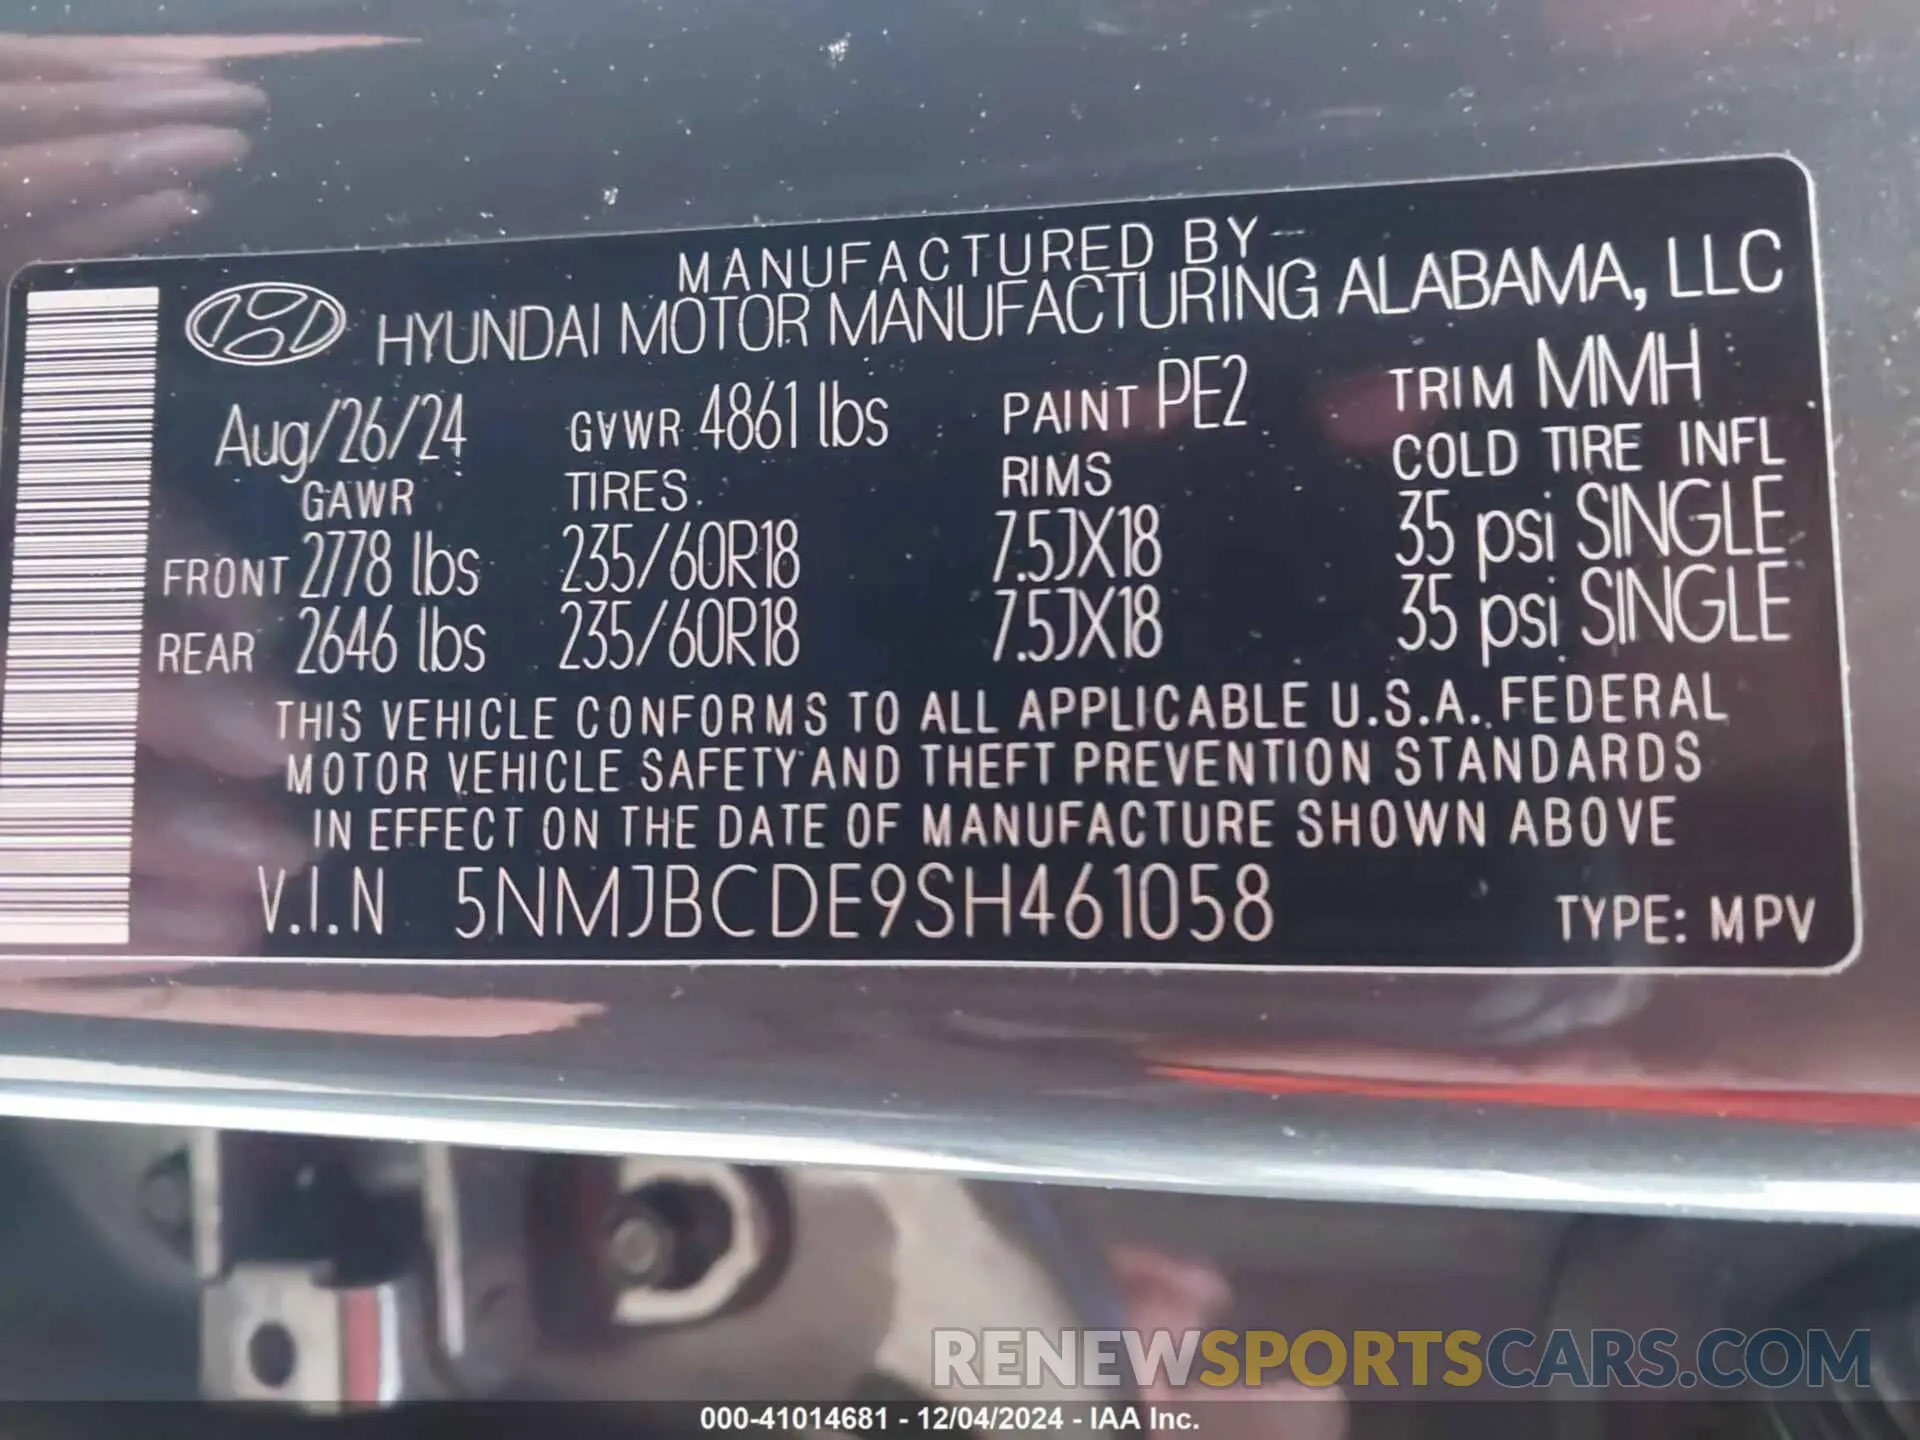 MANUFACTURED BY
HYUNDAI MOTOR MANUFACTURING ALABAMA, LLC
Aug/26/24 GVWR 4861 lbs PAINT PE2 TRIM MMH
GAWR TIRES RIMS COLD TIRE INFL
FRONT 2778 lbs 235/60R18 7.5JX18 35 psi SINGLE
REAR 2646 lbs 235/60R18 7.5JX18 35 psi SINGLE
THIS VEHICLE CONFORMS TO ALL APPLICABLE U.S.A. FEDERAL
MOTOR VEHICLE SAFETY AND THEFT PREVENTION STANDARDS
IN EFFECT ON THE DATE OF MANUFACTURE SHOWN ABOVE
V.I.N 5NMJBCDE9SH461058 TYPE: MPV
RENEWSPORTSCARS.COM
000-41014681 - 12/04/2024 - IAA Inc.